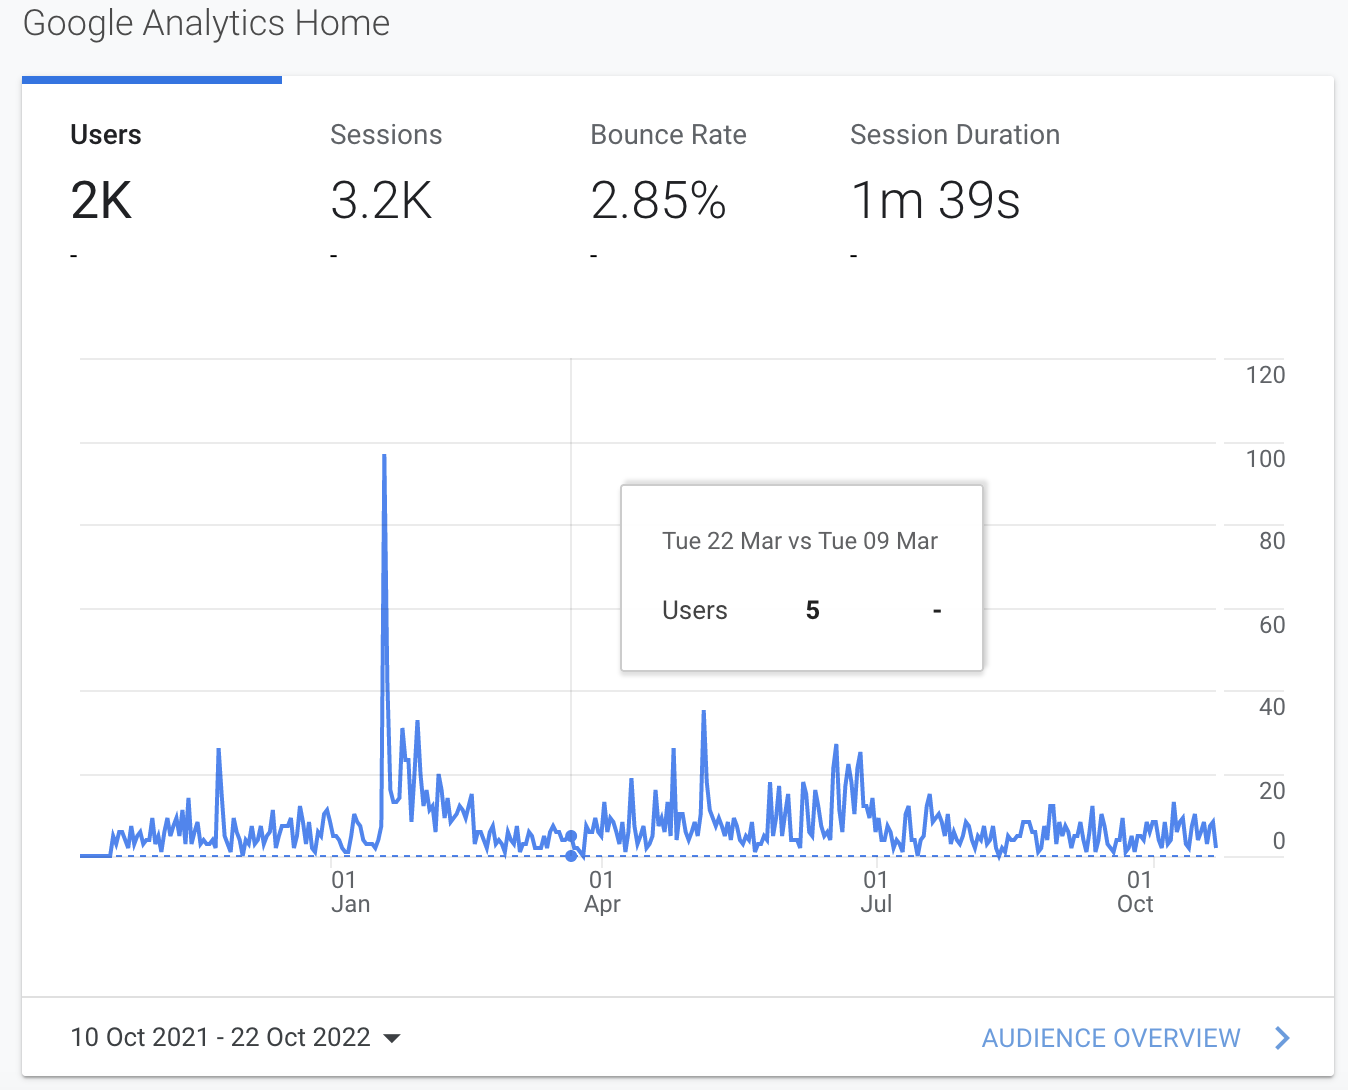 Google Analytics Home
Users Sessions Bounce Rate Session Duration
2K 3.2K 2.85% 1m 39s
- - - -
120
100
80
Tue 22 Mar vs Tue 09 Mar
Users 5 -
60
40
20
0
01 01 01 01
Jan Apr Jul Oct
10 Oct 2021 - 22 Oct 2022 AUDIENCE OVERVIEW